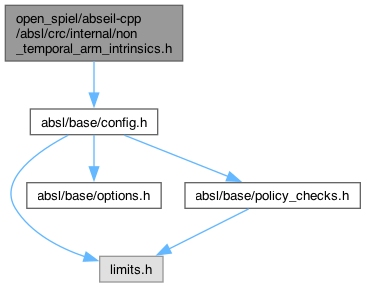 open_spiel/abseil-cpp
/absl/crc/internal/non
_temporal_arm_intrinsics.h
absl/base/config.h
absl/base/options.h
absl/base/policy_checks.h
limits.h